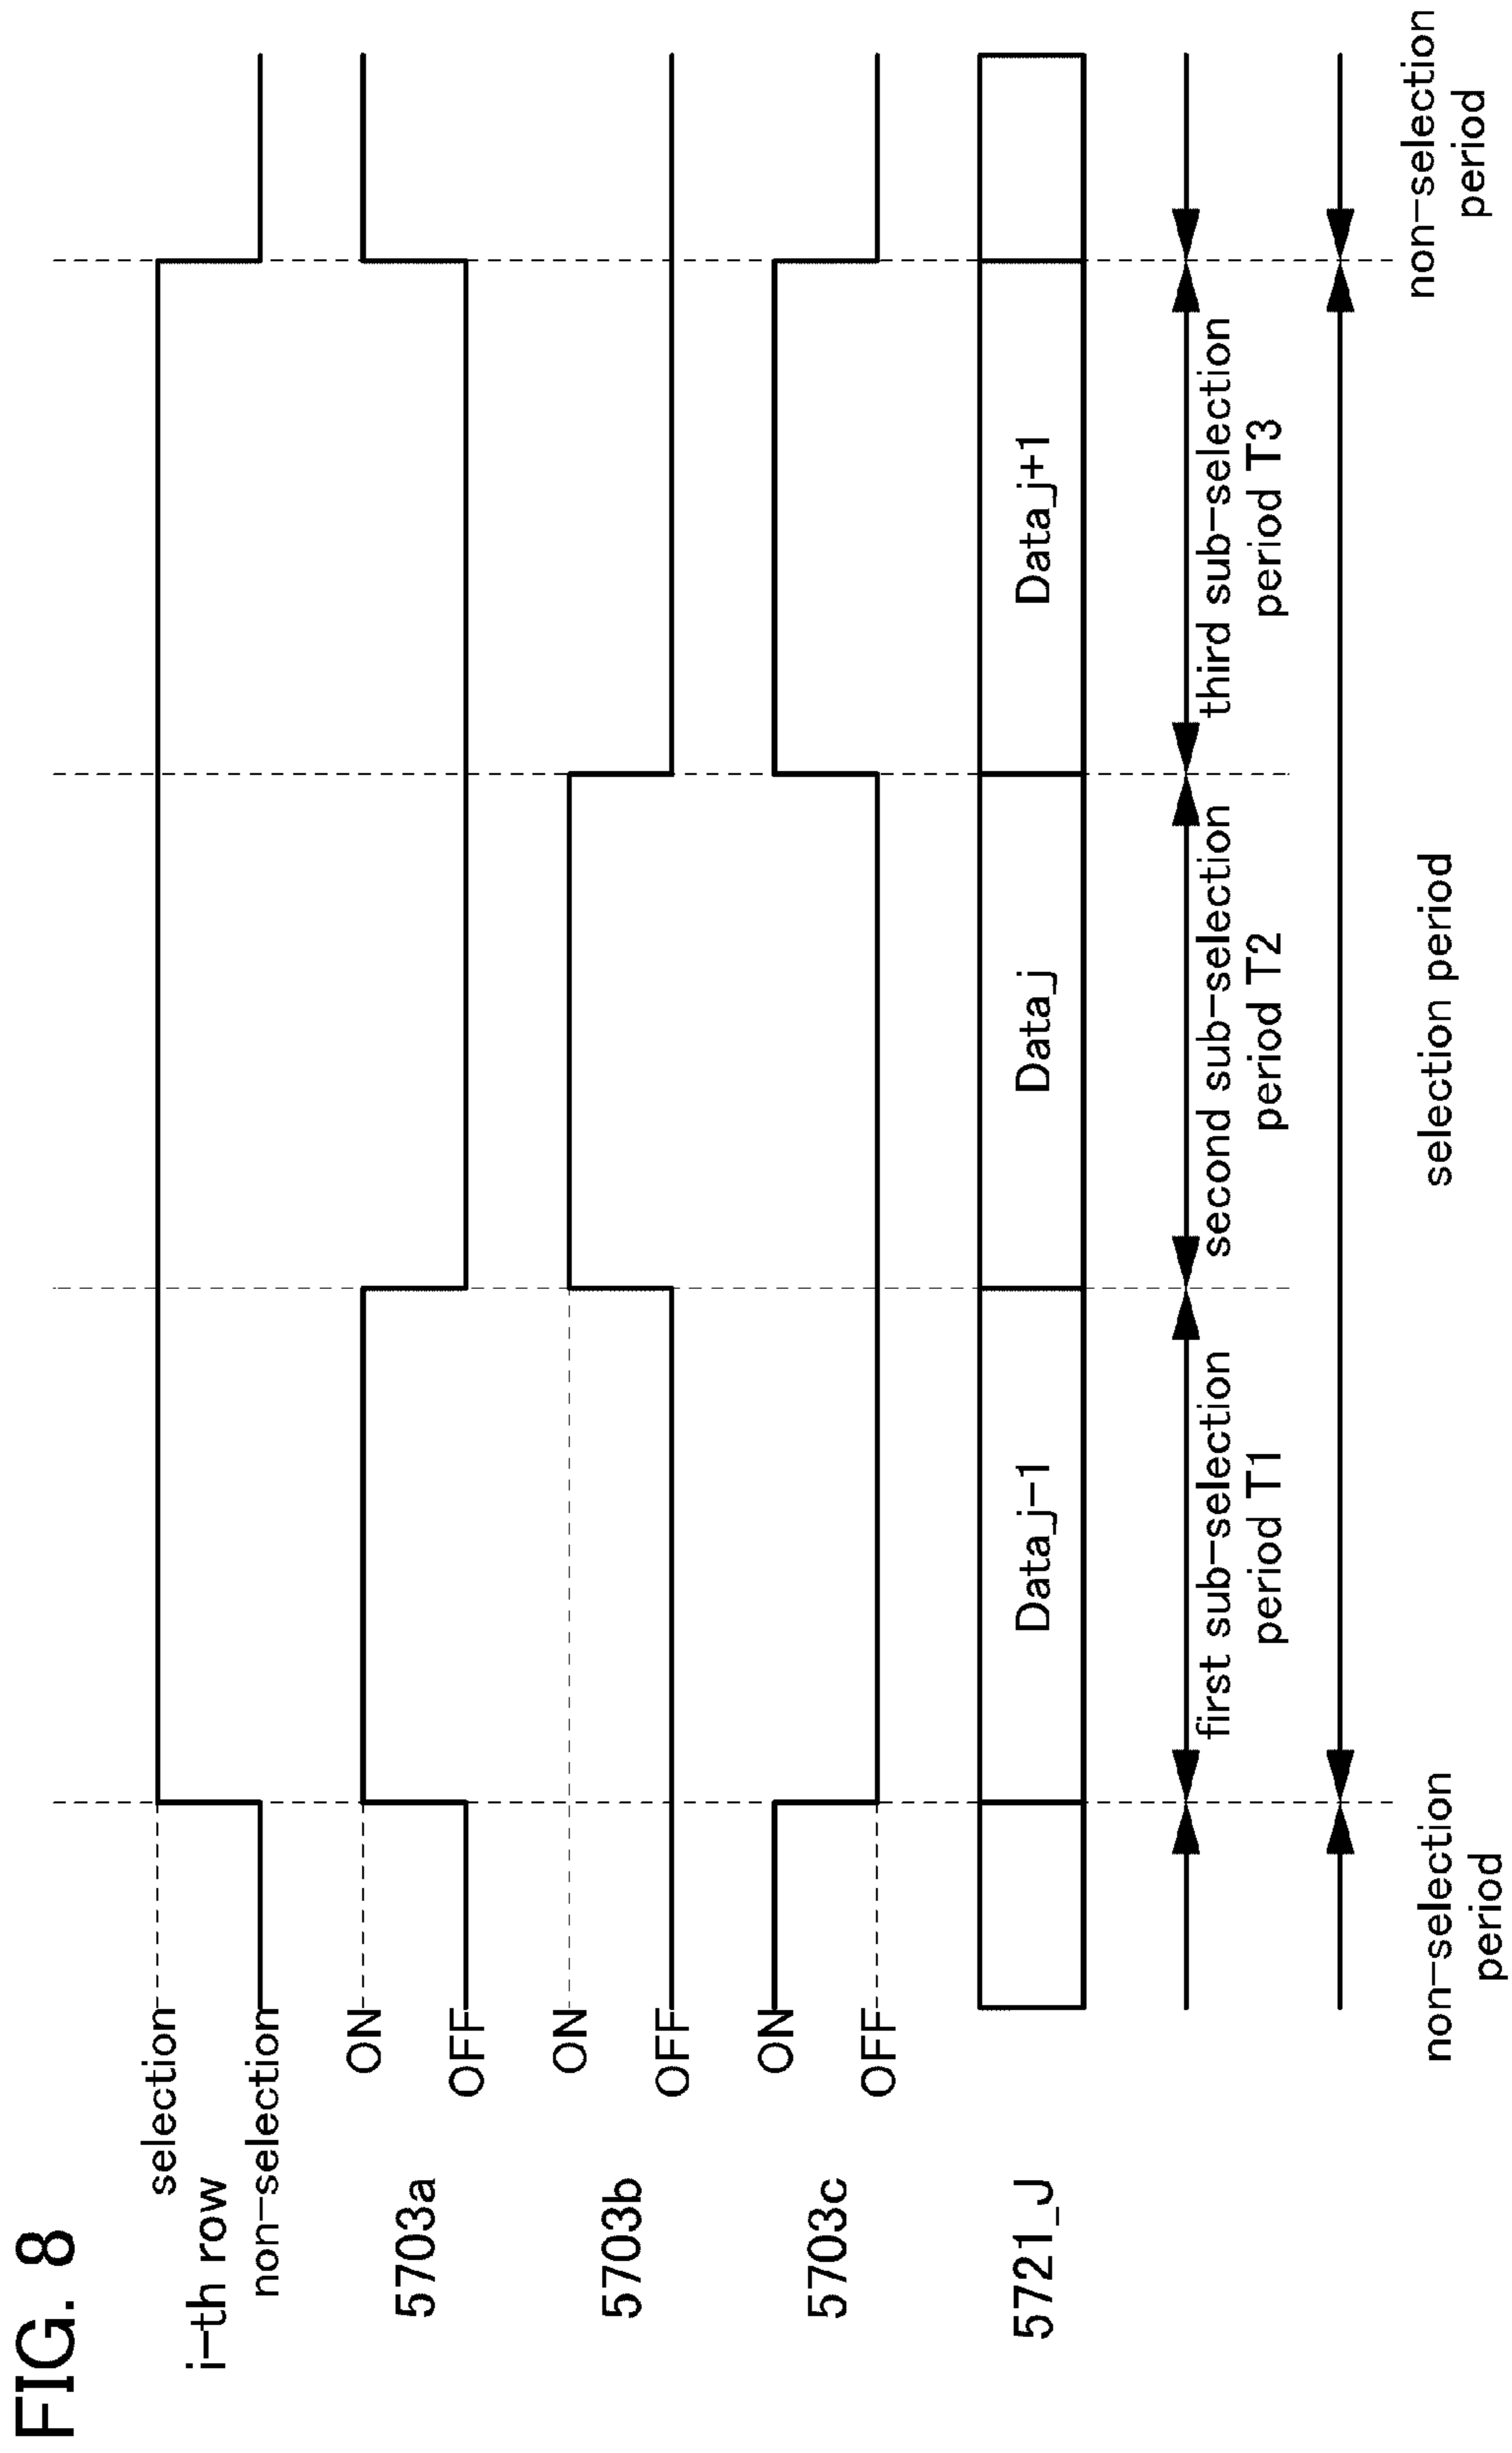 FIG. 8
selection
i-th row
non-selection
ON
5703a
OFF
ON
5703b
OFF
ON
5703c
OFF
5721_J
Data_j-1
Data_j
Data_j+1
first sub-selection
period T1
second sub-selection
period T2
third sub-selection
period T3
non-selection
period
selection period
non-selection
period